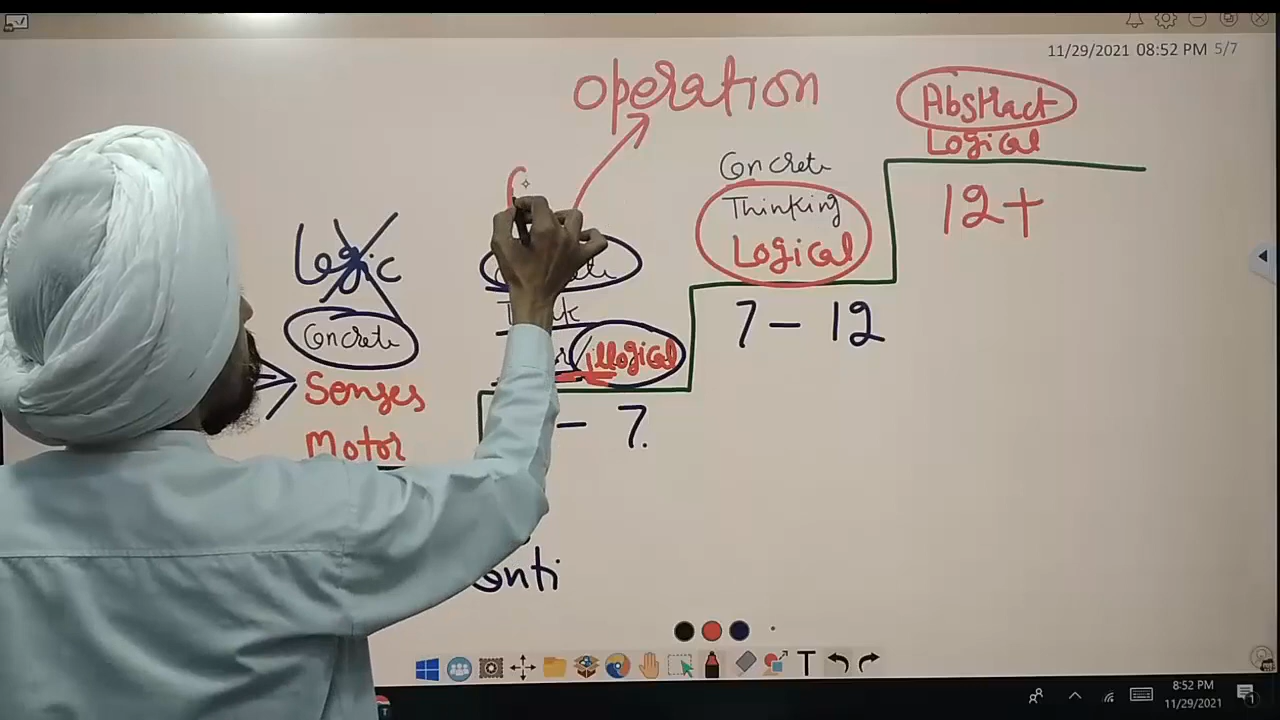 11/29/2021 08:52 PM 5/7
operation
Abstract
Logical
12+
Concrete
Thinking
Logical
7 - 12
Logic
Concrete
Senses
Motor
illogical
- 7.
T
8:52 PM
11/29/2021
1